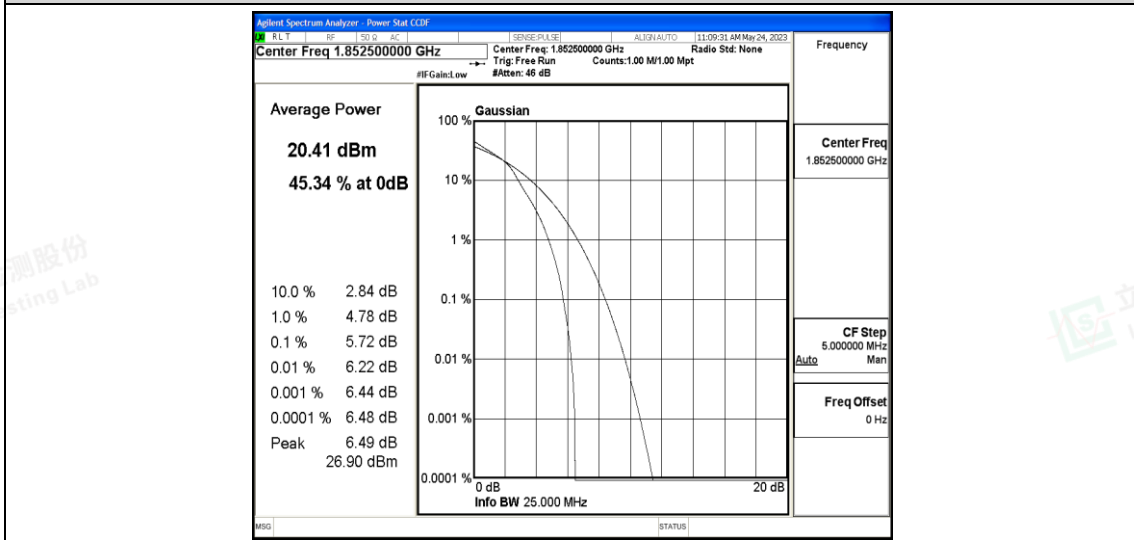 Agilent Spectrum Analyzer - Power Stat CCDF
LXI R L T RF 50 Ω AC SENSE:PULSE ALIGN AUTO 11:09:31 AM May 24, 2023
Center Freq 1.852500000 GHz
Center Freq: 1.852500000 GHz Radio Std: None
Trig: Free Run Counts:1.00 M/1.00 Mpt
#IFGain:Low #Atten: 46 dB
Frequency
Average Power
20.41 dBm
45.34 % at 0dB
10.0 % 2.84 dB
1.0 % 4.78 dB
0.1 % 5.72 dB
0.01 % 6.22 dB
0.001 % 6.44 dB
0.0001 % 6.48 dB
Peak 6.49 dB
26.90 dBm
Gaussian
100 %
10 %
1 %
0.1 %
0.01 %
0.001 %
0.0001 %
0 dB 20 dB
Info BW 25.000 MHz
Center Freq
1.852500000 GHz
CF Step
5.000000 MHz
Auto Man
Freq Offset
0 Hz
MSG STATUS
测股份
sting Lab
立